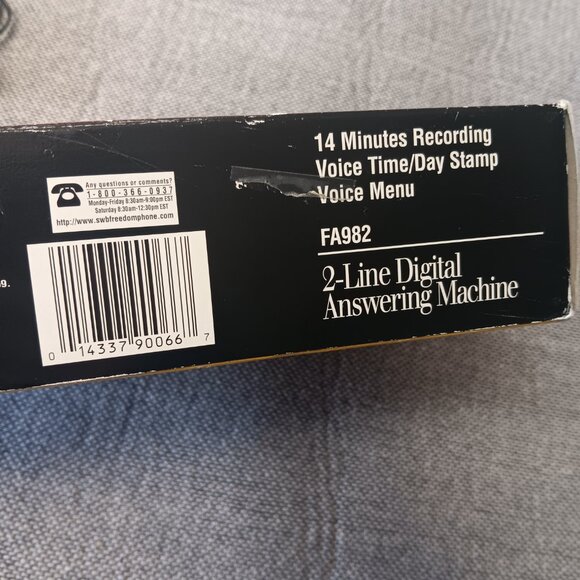 14 Minutes Recording
Voice Time/Day Stamp
Voice Menu
FA982
2-Line Digital
Answering Machine
Any questions or comments?
1-800-366-0937
Monday-Friday 8:30am-8:00pm EST
Saturday 8:30am-12:30pm EST
http://www.swbfreedomphone.com
0 14337 90066 7